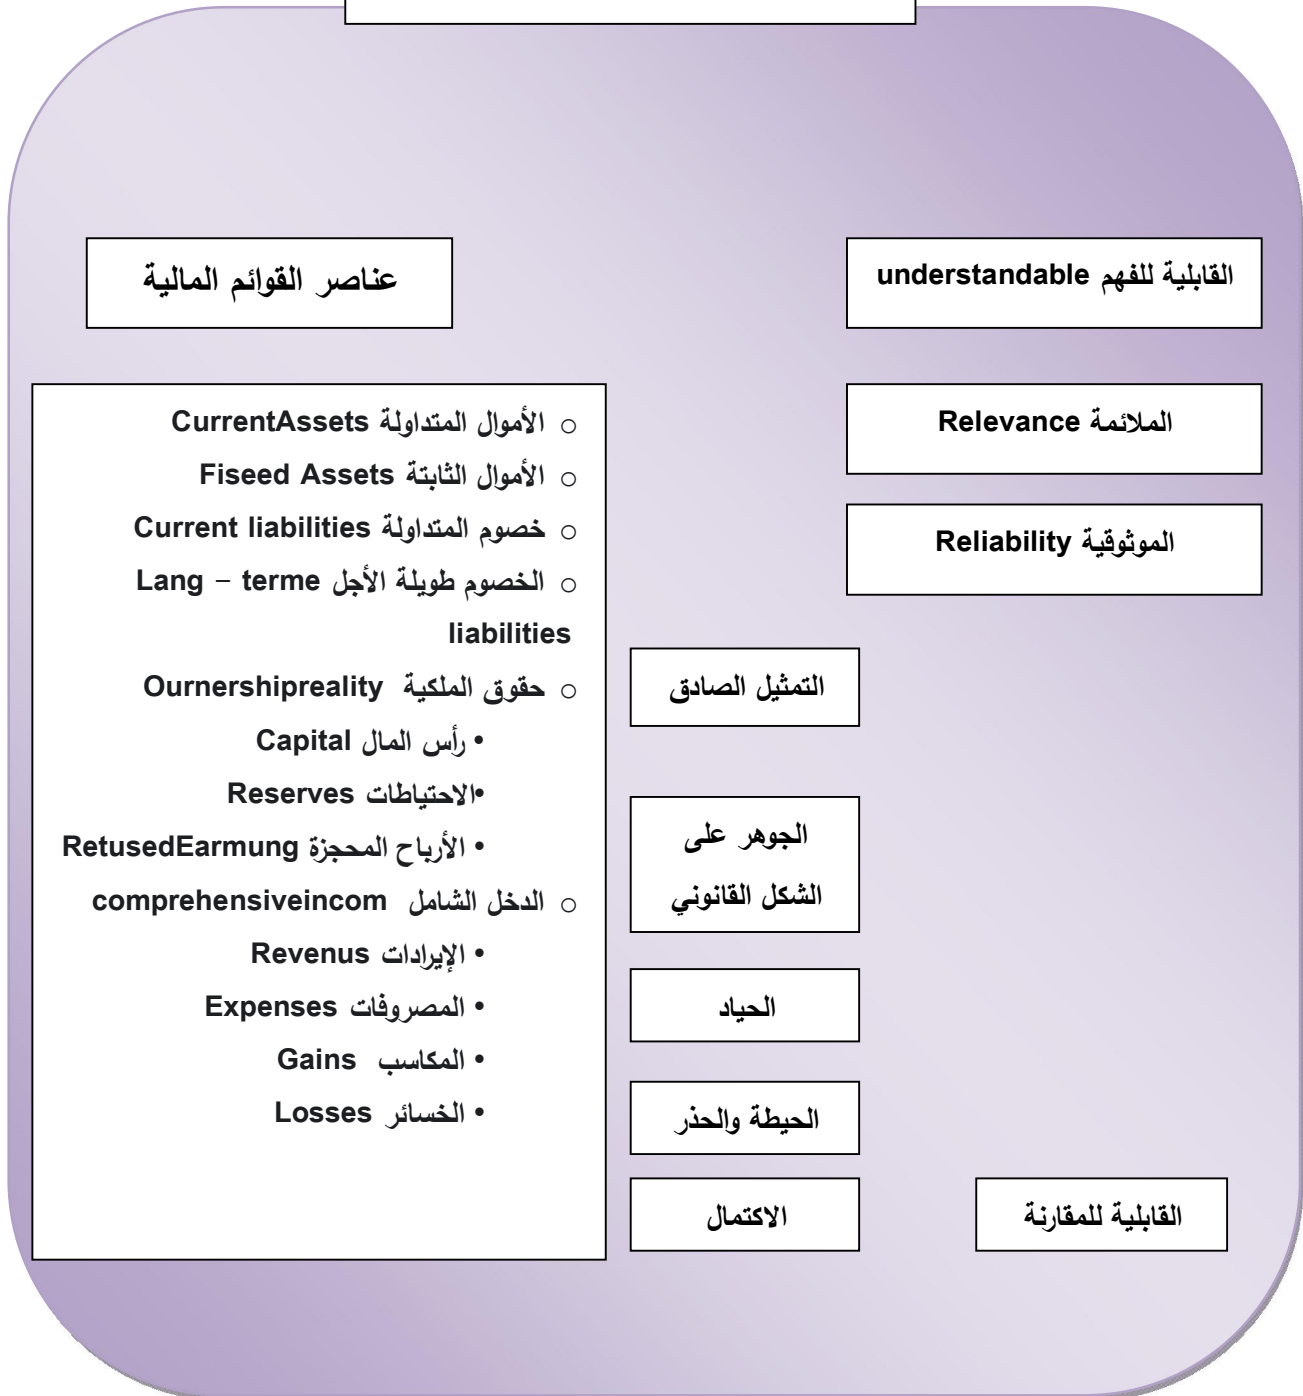 القابلية للفهم understandable
عناصر القوائم المالية
الملائمة Relevance
الموثوقية Reliability
○ الأموال المتداولة CurrentAssets
○ الأموال الثابتة Fiseed Assets
○ خصوم المتداولة Current liabilities
○ الخصوم طويلة الأجل Lang – terme
liabilities
○ حقوق الملكية Ournershipreality
• رأس المال Capital
•الاحتياطات Reserves
• الأرباح المحجزة RetusedEarmung
○ الدخل الشامل comprehensiveincom
• الإيرادات Revenus
• المصروفات Expenses
• المكاسب Gains
• الخسائر Losses
التمثيل الصادق
الجوهر على
الشكل القانوني
الحياد
الحيطة والحذر
القابلية للمقارنة
الاكتمال